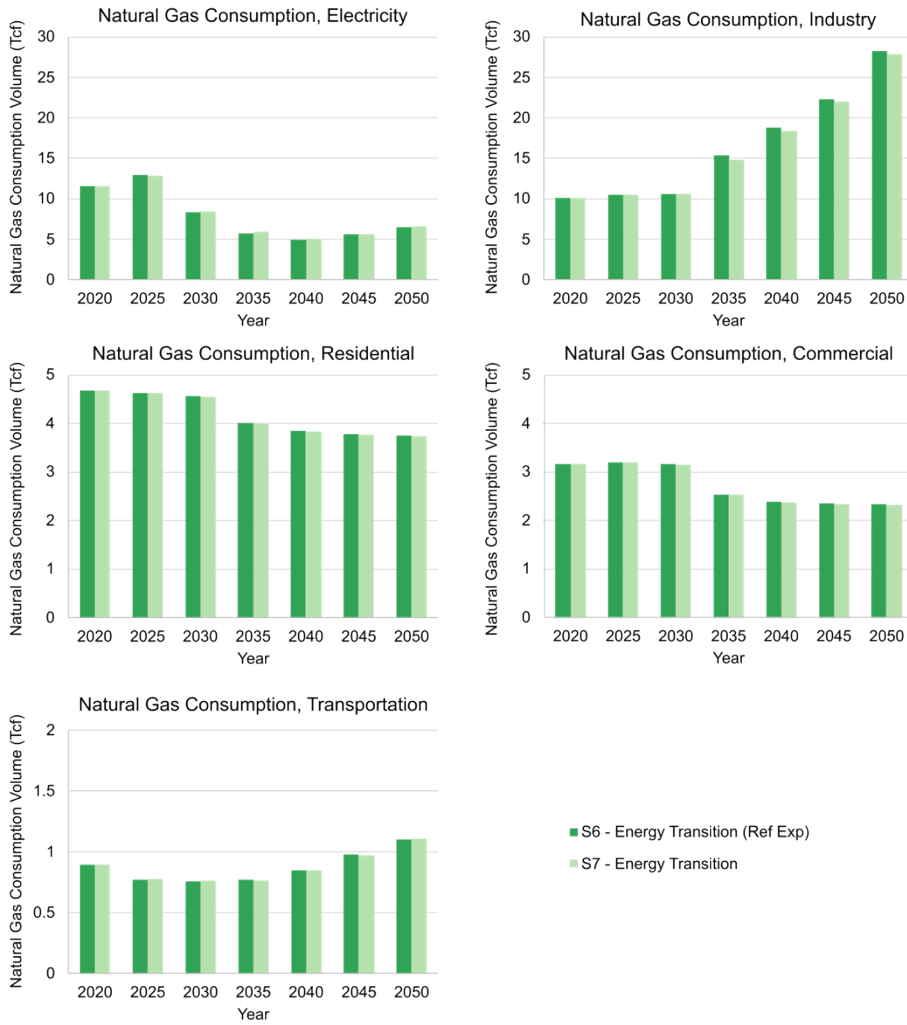 Natural Gas Consumption, Electricity
Natural Gas Consumption Volume (Tcf)
30
25
20
15
10
5
0
2020 2025 2030 2035 2040 2045 2050
Year
Natural Gas Consumption, Industry
Natural Gas Consumption Volume (Tcf)
30
25
20
15
10
5
0
2020 2025 2030 2035 2040 2045 2050
Year
Natural Gas Consumption, Residential
Natural Gas Consumption Volume (Tcf)
5
4
3
2
1
0
2020 2025 2030 2035 2040 2045 2050
Year
Natural Gas Consumption, Commercial
Natural Gas Consumption Volume (Tcf)
5
4
3
2
1
0
2020 2025 2030 2035 2040 2045 2050
Year
Natural Gas Consumption, Transportation
Natural Gas Consumption Volume (Tcf)
2
1.5
1
0.5
0
2020 2025 2030 2035 2040 2045 2050
Year
S6 - Energy Transition (Ref Exp)
S7 - Energy Transition